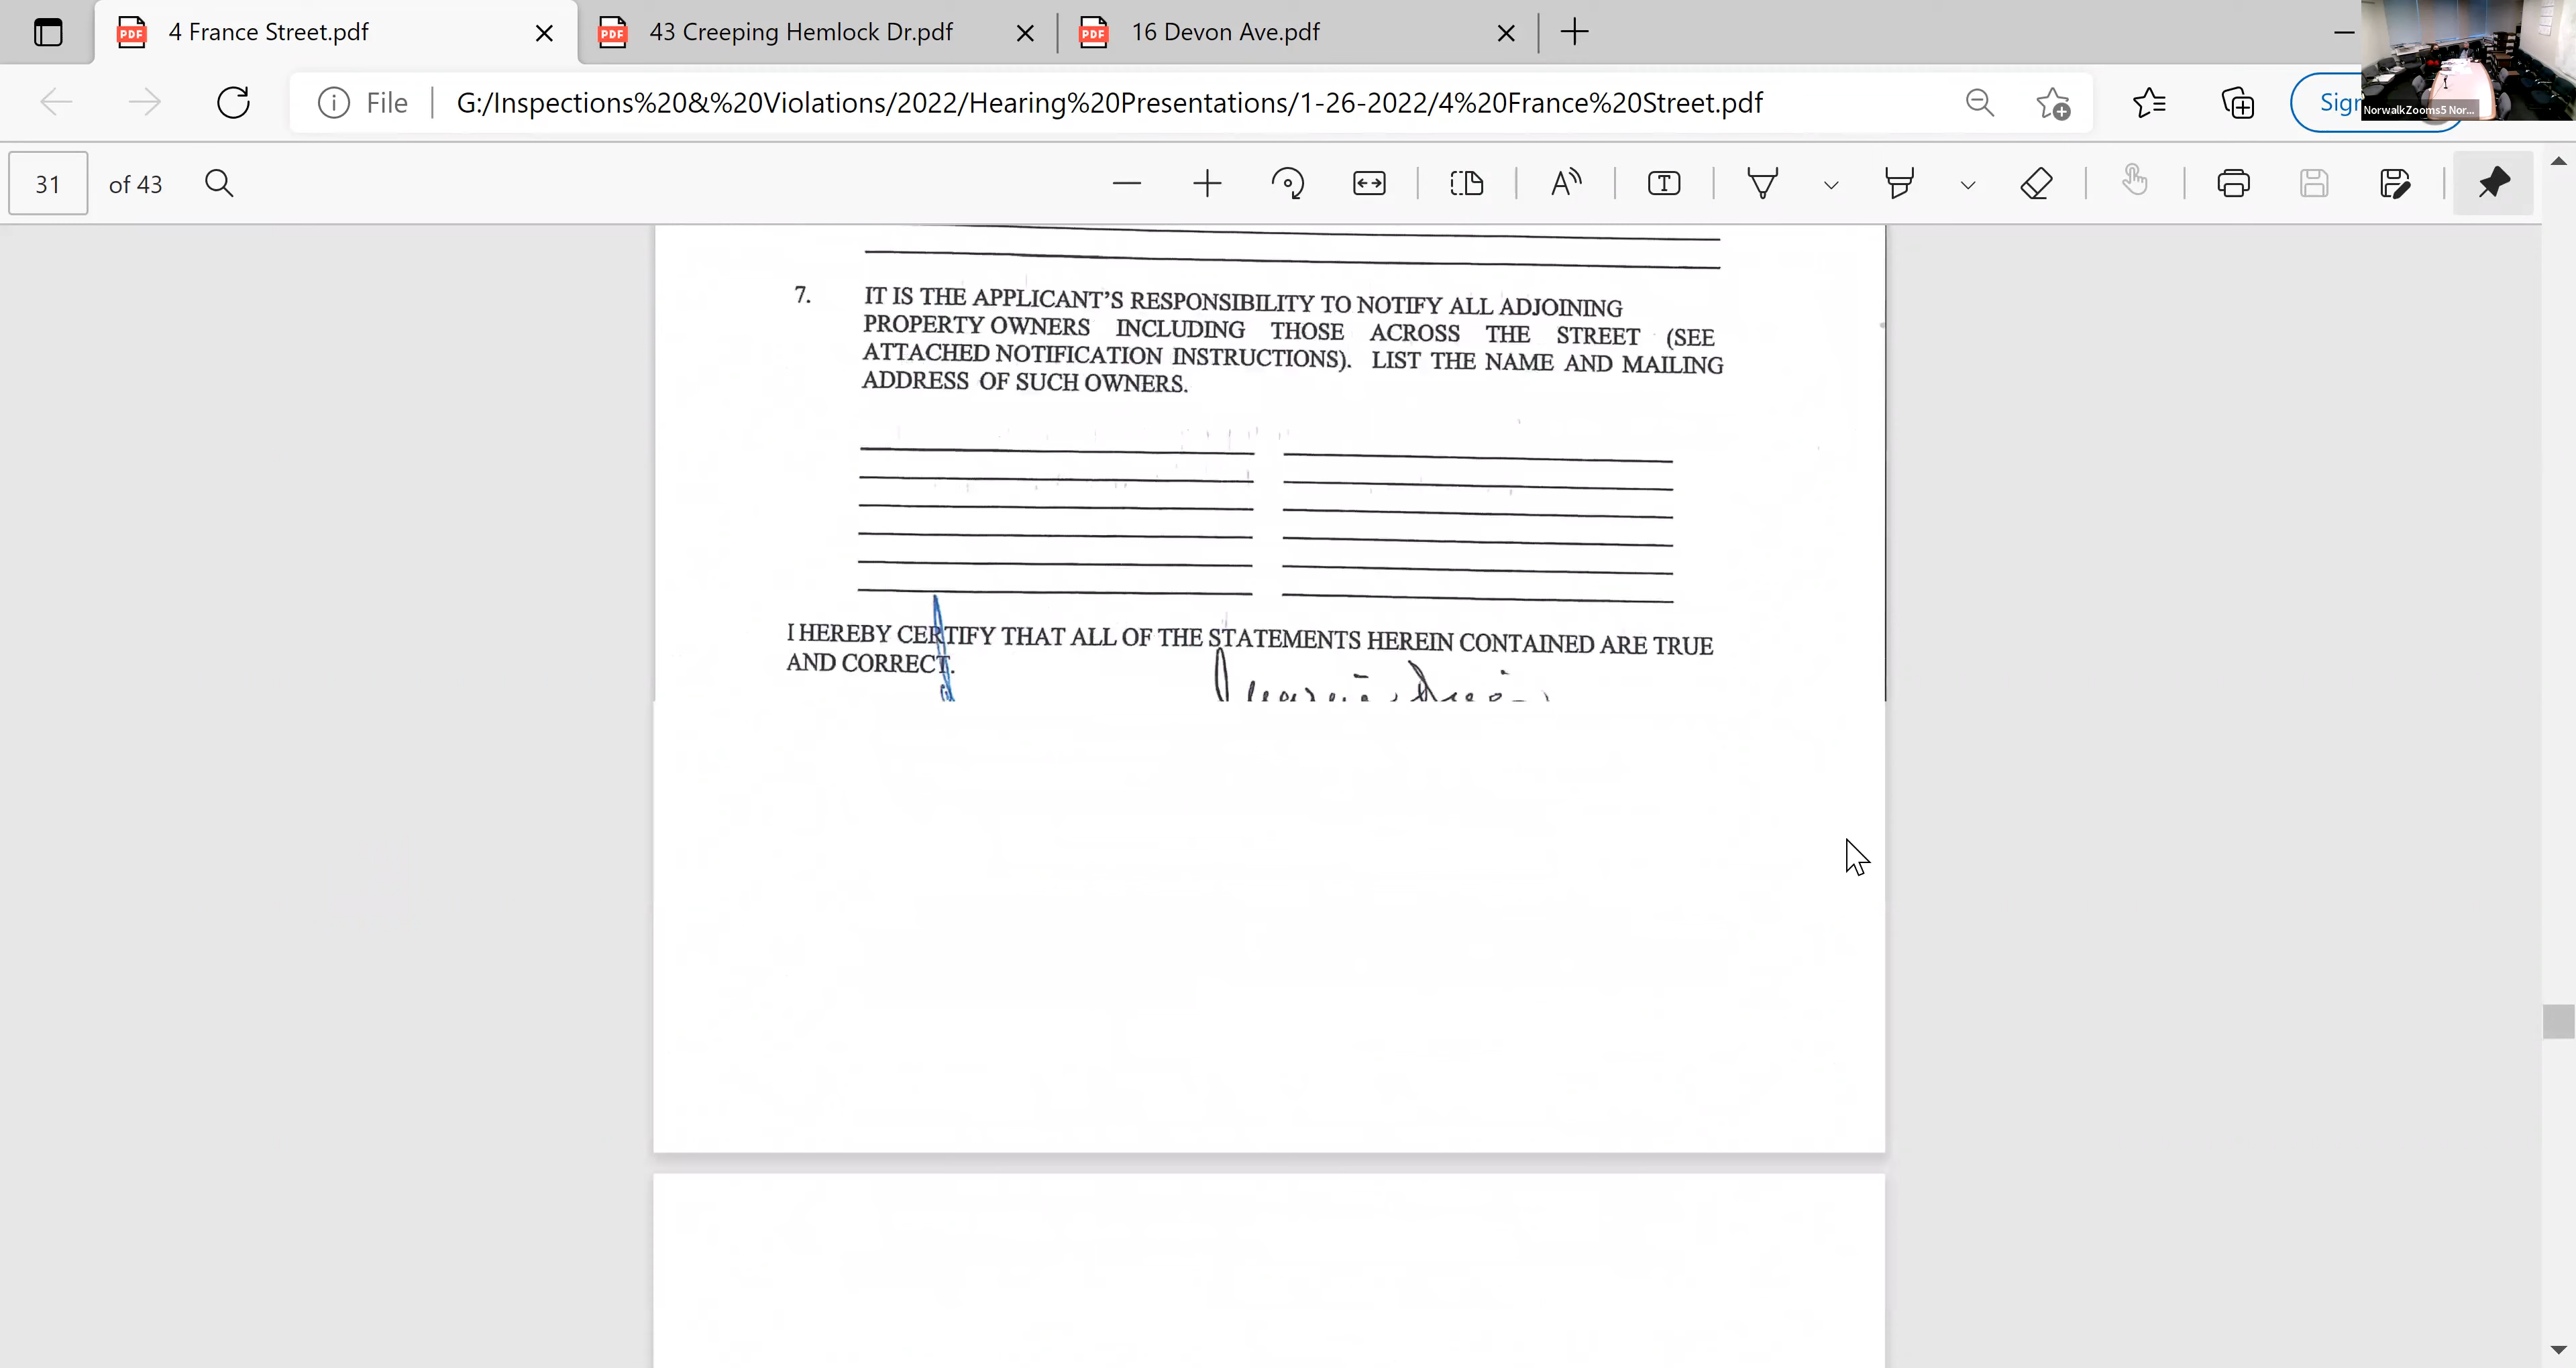 4 France Street.pdf
43 Creeping Hemlock Dr.pdf
16 Devon Ave.pdf
File
G:/Inspections%20&%20Violations/2022/Hearing%20Presentations/1-26-2022/4%20France%20Street.pdf
Sign
NorwalkZooms5 Nor...
31 of 43
7. IT IS THE APPLICANT'S RESPONSIBILITY TO NOTIFY ALL ADJOINING
PROPERTY OWNERS INCLUDING THOSE ACROSS THE STREET (SEE
ATTACHED NOTIFICATION INSTRUCTIONS). LIST THE NAME AND MAILING
ADDRESS OF SUCH OWNERS.
I HEREBY CERTIFY THAT ALL OF THE STATEMENTS HEREIN CONTAINED ARE TRUE
AND CORRECT.